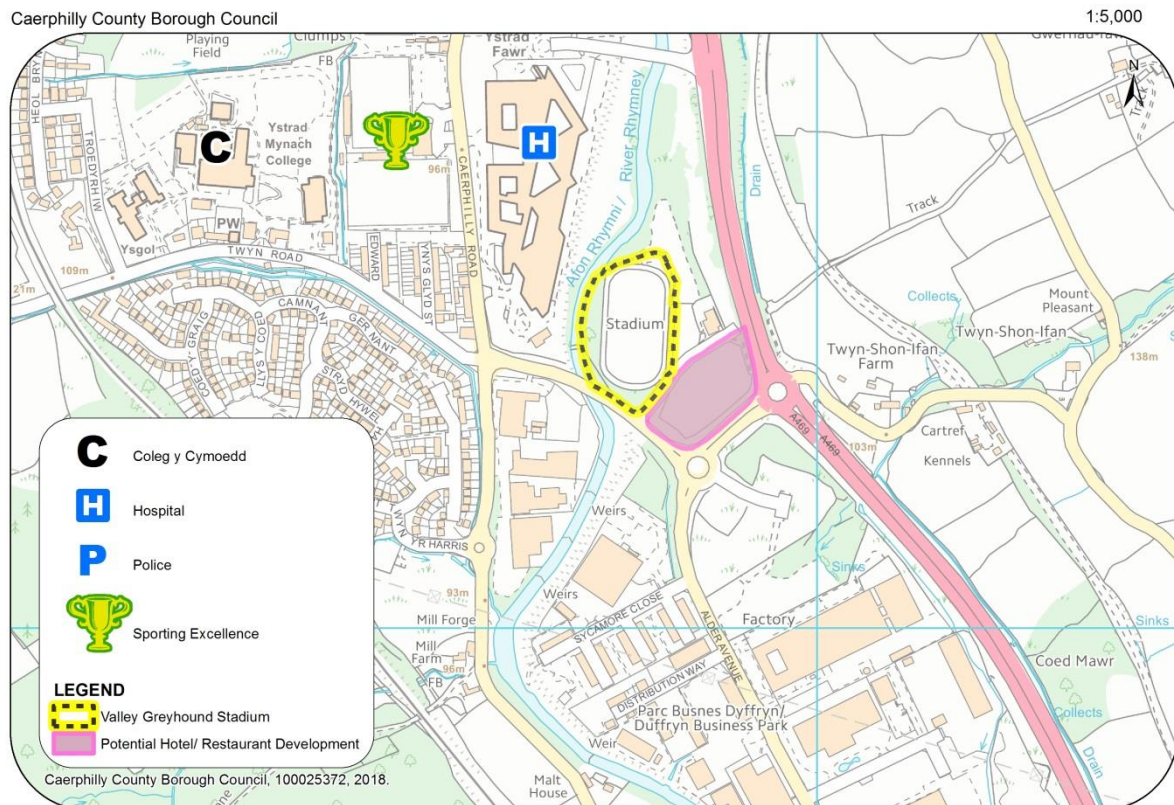 Caerphilly County Borough Council
1:5,000
Playing
Field
Clumps
FB
Ystrad
Fawr
N
Track
HEOL BRY
TROEDYRHIW
Ystrad
Mynach
College
C
96m
CAERPHILLY ROAD
H
Afon Rhymni /
River Rhymney
Drain
Track
PW
Ysgol
TWYN ROAD
109m
21m
EDWARD
YNYS GLYD ST
Stadium
Collects
Mount
Pleasant
Twyn-Shon-Ifan
Twyn-Shon-Ifan
Farm
138m
COED Y GRAIG
LLYS Y COED
CAMNANT
GER NANT
STRYD HYWEL
A469
A469
103m
Cartref
Kennels
WYN
YR HARRIS
Weirs
Sinks
93m
Weirs
SYCAMORE CLOSE
Mill Forge
Mill
Farm
96m
FB
ALDER AVENUE
Factory
Sinks
Coed Mawr
DISTRIBUTION WAY
Parc Busnes Dyffryn/
Duffryn Business Park
Collects
Weir
Malt
House
Drain
C Coleg y Cymoedd
H Hospital
P Police
Sporting Excellence
LEGEND
Valley Greyhound Stadium
Potential Hotel/ Restaurant Development
Caerphilly County Borough Council, 100025372, 2018.